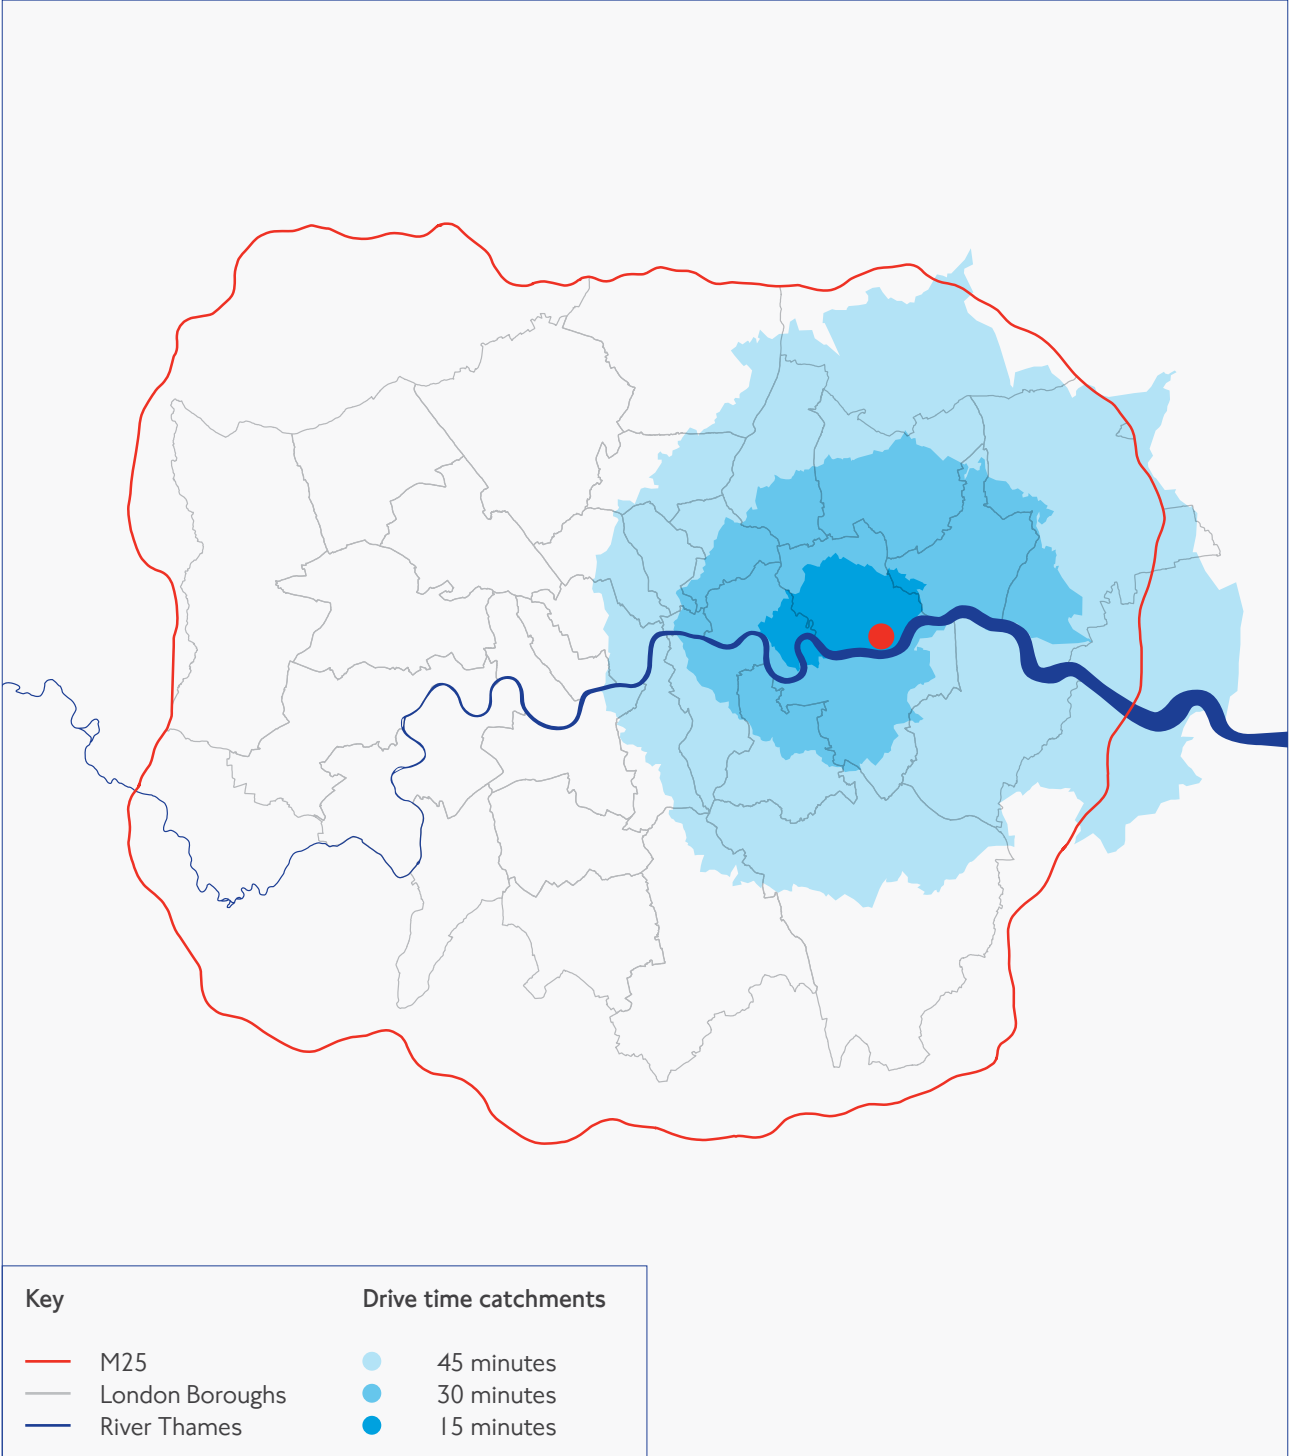 Key
Drive time catchments
M25
45 minutes
London Boroughs
30 minutes
River Thames
15 minutes